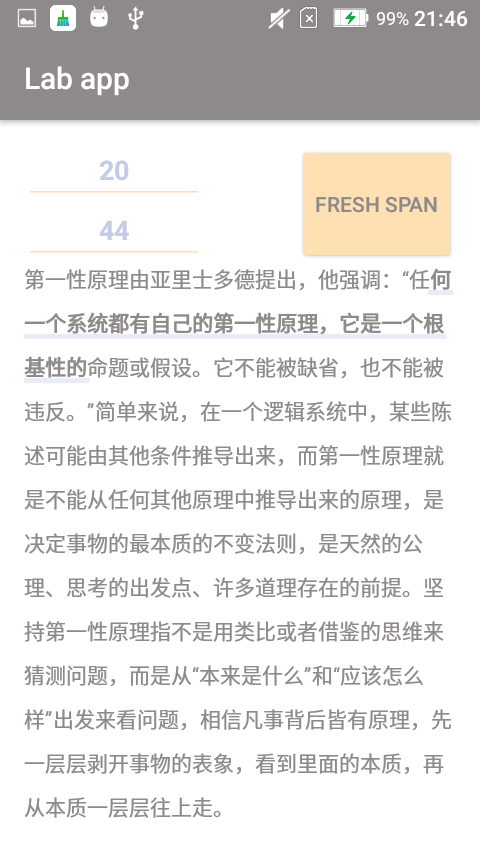 99% 21:46
Lab app
20
44
FRESH SPAN
第一性原理由亚里士多德提出，他强调：“任何
一个系统都有自己的第一性原理，它是一个根
基性的命题或假设。它不能被缺省，也不能被
违反。”简单来说，在一个逻辑系统中，某些陈
述可能由其他条件推导出来，而第一性原理就
是不能从任何其他原理中推导出来的原理，是
决定事物的最本质的不变法则，是天然的公
理、思考的出发点、许多道理存在的前提。坚
持第一性原理指不是用类比或者借鉴的思维来
猜测问题，而是从“本来是什么”和“应该怎么
样”出发来看问题，相信凡事背后皆有原理，先
一层层剥开事物的表象，看到里面的本质，再
从本质一层层往上走。